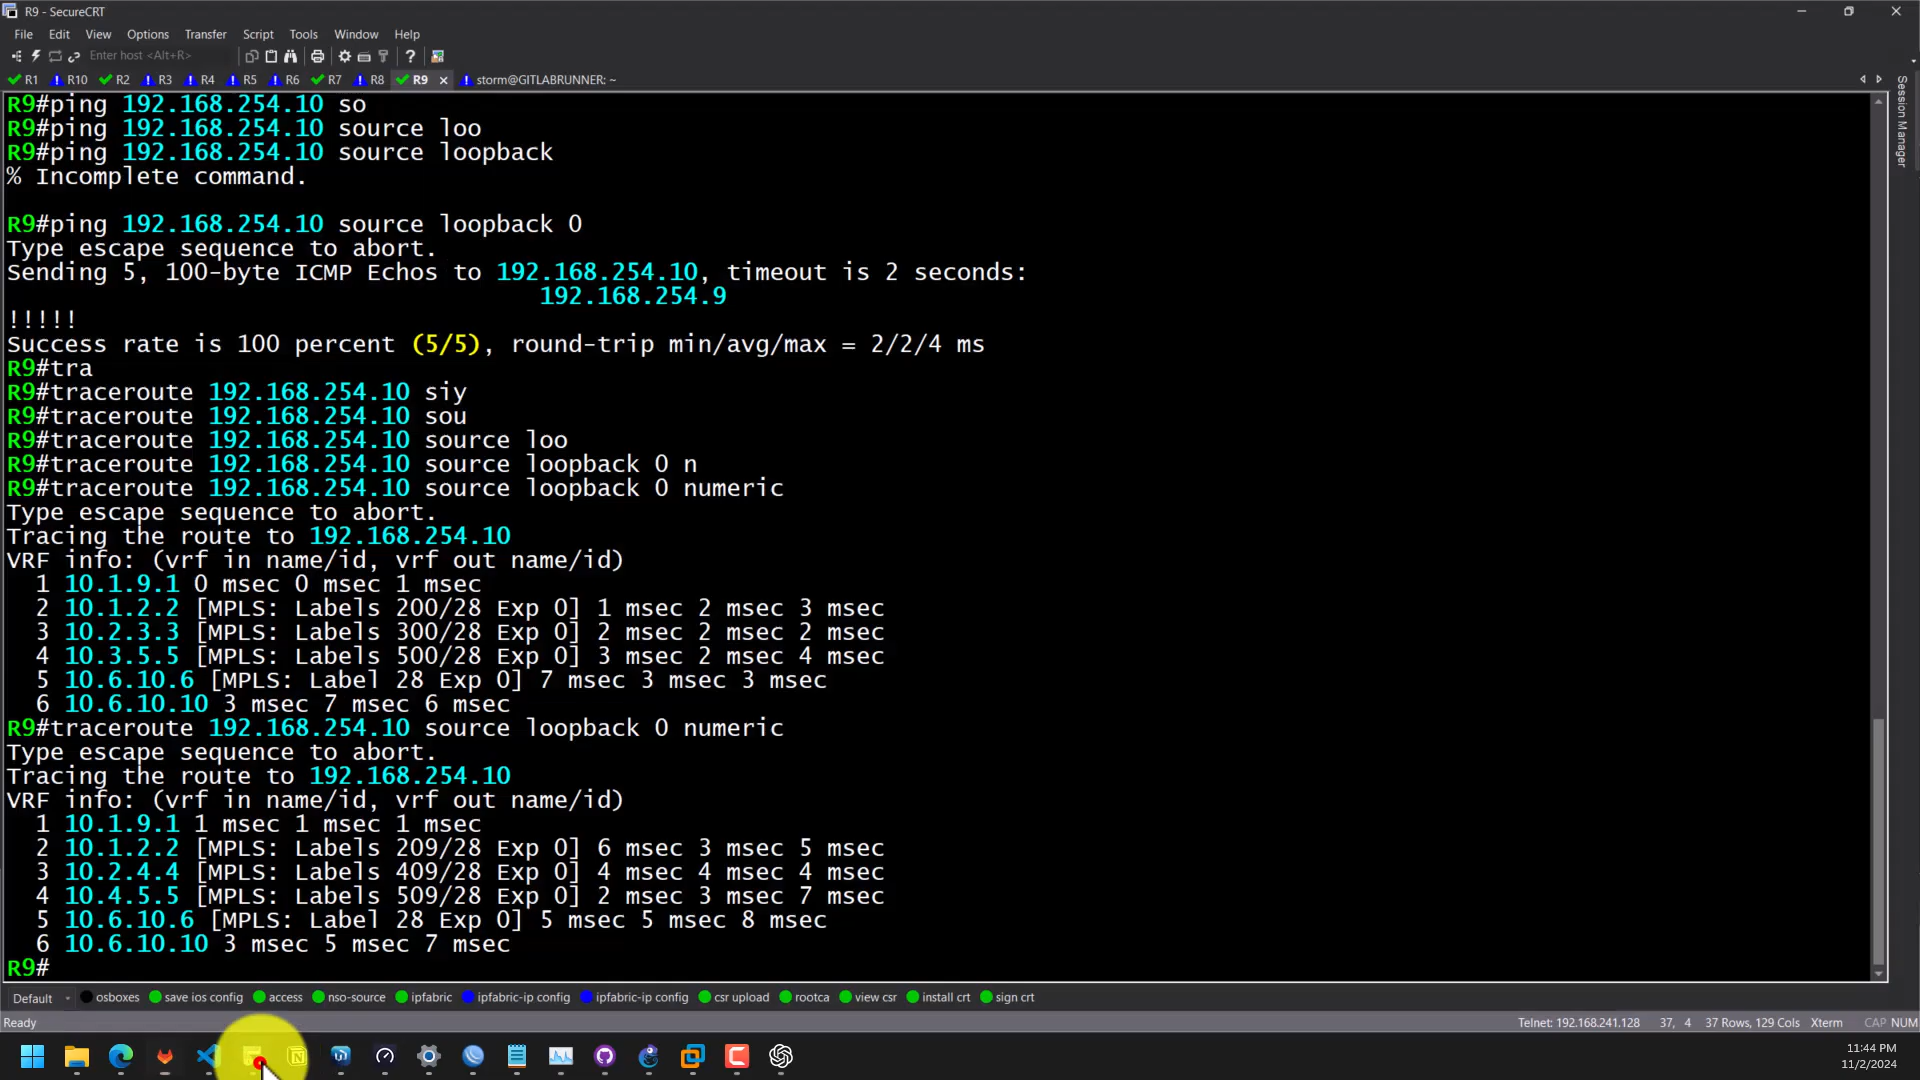 R9 - SecureCRT
File Edit View Options Transfer Script Tools Window Help
Enter host <Alt+R>
R1 R10 R2 R3 R4 R5 R6 R7 R8 R9 storm@GITLABRUNNER: ~
Session Manager
R9#ping 192.168.254.10 so
R9#ping 192.168.254.10 source loo
R9#ping 192.168.254.10 source loopback
% Incomplete command.
R9#ping 192.168.254.10 source loopback 0
Type escape sequence to abort.
Sending 5, 100-byte ICMP Echos to 192.168.254.10, timeout is 2 seconds:
192.168.254.9
!!!!!
Success rate is 100 percent (5/5), round-trip min/avg/max = 2/2/4 ms
R9#tra
R9#traceroute 192.168.254.10 siy
R9#traceroute 192.168.254.10 sou
R9#traceroute 192.168.254.10 source loo
R9#traceroute 192.168.254.10 source loopback 0 n
R9#traceroute 192.168.254.10 source loopback 0 numeric
Type escape sequence to abort.
Tracing the route to 192.168.254.10
VRF info: (vrf in name/id, vrf out name/id)
1 10.1.9.1 0 msec 0 msec 1 msec
2 10.1.2.2 [MPLS: Labels 200/28 Exp 0] 1 msec 2 msec 3 msec
3 10.2.3.3 [MPLS: Labels 300/28 Exp 0] 2 msec 2 msec 2 msec
4 10.3.5.5 [MPLS: Labels 500/28 Exp 0] 3 msec 2 msec 4 msec
5 10.6.10.6 [MPLS: Label 28 Exp 0] 7 msec 3 msec 3 msec
6 10.6.10.10 3 msec 7 msec 6 msec
R9#traceroute 192.168.254.10 source loopback 0 numeric
Type escape sequence to abort.
Tracing the route to 192.168.254.10
VRF info: (vrf in name/id, vrf out name/id)
1 10.1.9.1 1 msec 1 msec 1 msec
2 10.1.2.2 [MPLS: Labels 209/28 Exp 0] 6 msec 3 msec 5 msec
3 10.2.4.4 [MPLS: Labels 409/28 Exp 0] 4 msec 4 msec 4 msec
4 10.4.5.5 [MPLS: Labels 509/28 Exp 0] 2 msec 3 msec 7 msec
5 10.6.10.6 [MPLS: Label 28 Exp 0] 5 msec 5 msec 8 msec
6 10.6.10.10 3 msec 5 msec 7 msec
R9#
Default osboxes save ios config access nso-source ipfabric ipfabric-ip config ipfabric-ip config csr upload rootca view csr install crt sign crt
Ready Telnet: 192.168.241.128 37, 4 37 Rows, 129 Cols Xterm CAP NUM
11:44 PM
11/2/2024